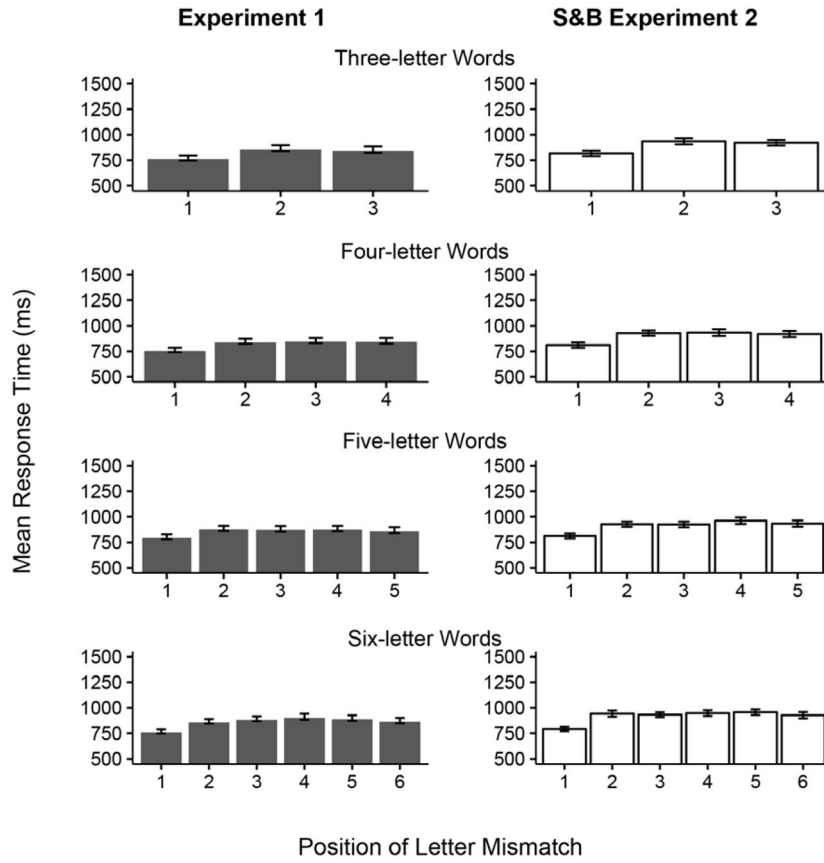 Experiment 1 S&B Experiment 2
Three-letter Words
1500 1500
1250 1250
1000 1000
750 750
500 500
1 2 3 1 2 3
Four-letter Words
1500 1500
1250 1250
1000 1000
750 750
500 500
1 2 3 4 1 2 3 4
Five-letter Words
1500 1500
1250 1250
1000 1000
750 750
500 500
1 2 3 4 5 1 2 3 4 5
Six-letter Words
1500 1500
1250 1250
1000 1000
750 750
500 500
1 2 3 4 5 6 1 2 3 4 5 6
Mean Response Time (ms)
Position of Letter Mismatch